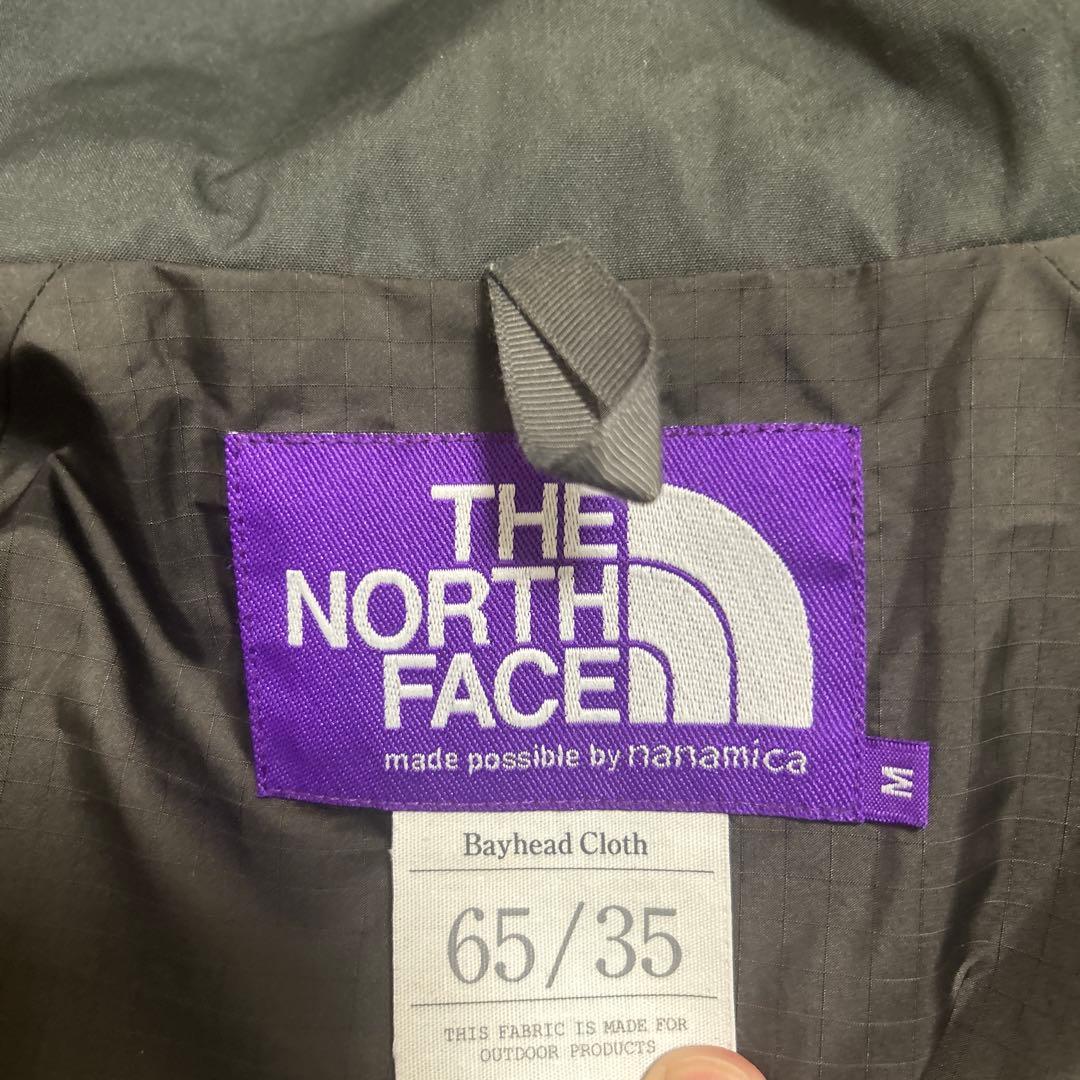 THE
NORTH
FACE
made possible by nanamica
M
Bayhead Cloth
65/35
THIS FABRIC IS MADE FOR
OUTDOOR PRODUCTS